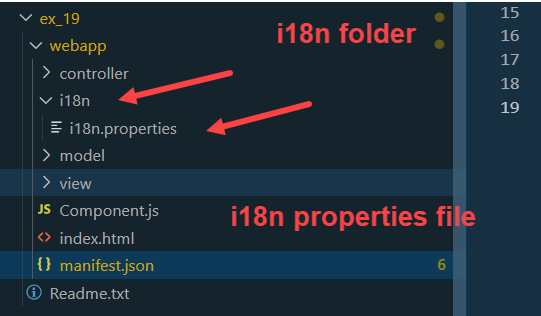 ex_19
webapp
controller
i18n
i18n.properties
model
view
JS Component.js
<> index.html
{} manifest.json 6
Readme.txt
i18n folder
i18n properties file
15
16
17
18
19